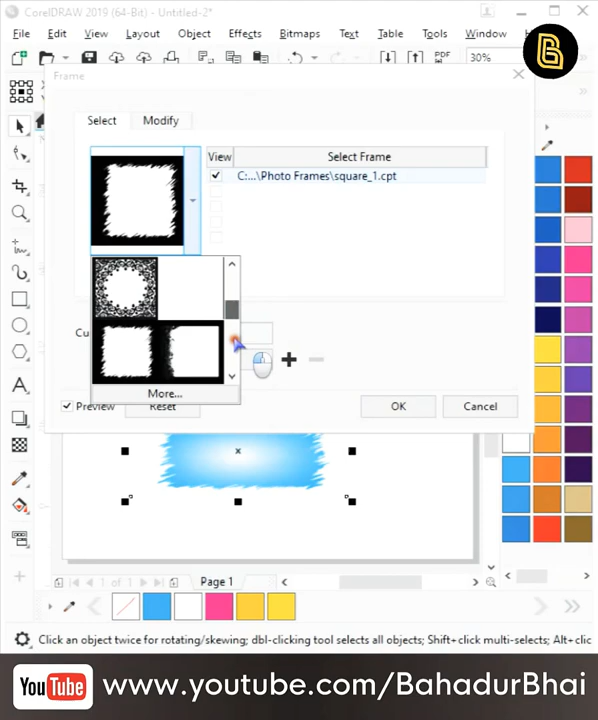 CorelDRAW 2019 (64-Bit) - Untitled-2*
File Edit View Layout Object Effects Bitmaps Text Table Tools Window
PDF 30%
Frame
Select Modify
View Select Frame
C:...\Photo Frames\square_1.cpt
Cu
More...
Preview Reset OK Cancel
1 of 1 Page 1
Click an object twice for rotating/skewing; dbl-clicking tool selects all objects; Shift+click multi-selects; Alt+clic
YouTube www.youtube.com/BahadurBhai